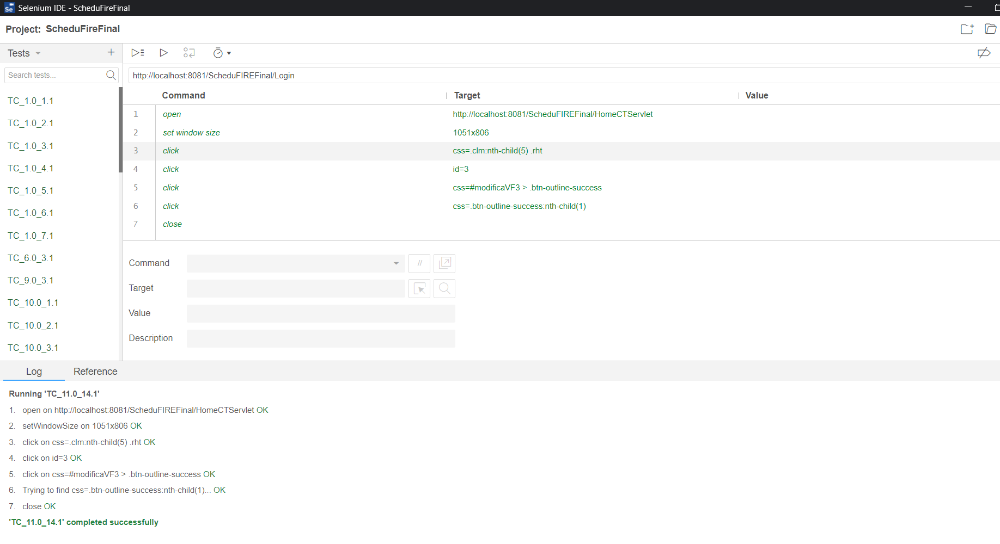 Selenium IDE - ScheduFireFinal
Project: ScheduFireFinal
Tests
Search tests...
TC_1.0_1.1
TC_1.0_2.1
TC_1.0_3.1
TC_1.0_4.1
TC_1.0_5.1
TC_1.0_6.1
TC_1.0_7.1
TC_6.0_3.1
TC_9.0_3.1
TC_10.0_1.1
TC_10.0_2.1
TC_10.0_3.1
http://localhost:8081/ScheduFIREFinal/Login
Command Target Value
1 open http://localhost:8081/ScheduFIREFinal/HomeCTServlet
2 set window size 1051x806
3 click css=.clm:nth-child(5) .rht
4 click id=3
5 click css=#modificaVF3 > .btn-outline-success
6 click css=.btn-outline-success:nth-child(1)
7 close
Command //
Target
Value
Description
Log Reference
Running 'TC_11.0_14.1'
1. open on http://localhost:8081/ScheduFIREFinal/HomeCTServlet OK
2. setWindowSize on 1051x806 OK
3. click on css=.clm:nth-child(5) .rht OK
4. click on id=3 OK
5. click on css=#modificaVF3 > .btn-outline-success OK
6. Trying to find css=.btn-outline-success:nth-child(1)... OK
7. close OK
'TC_11.0_14.1' completed successfully